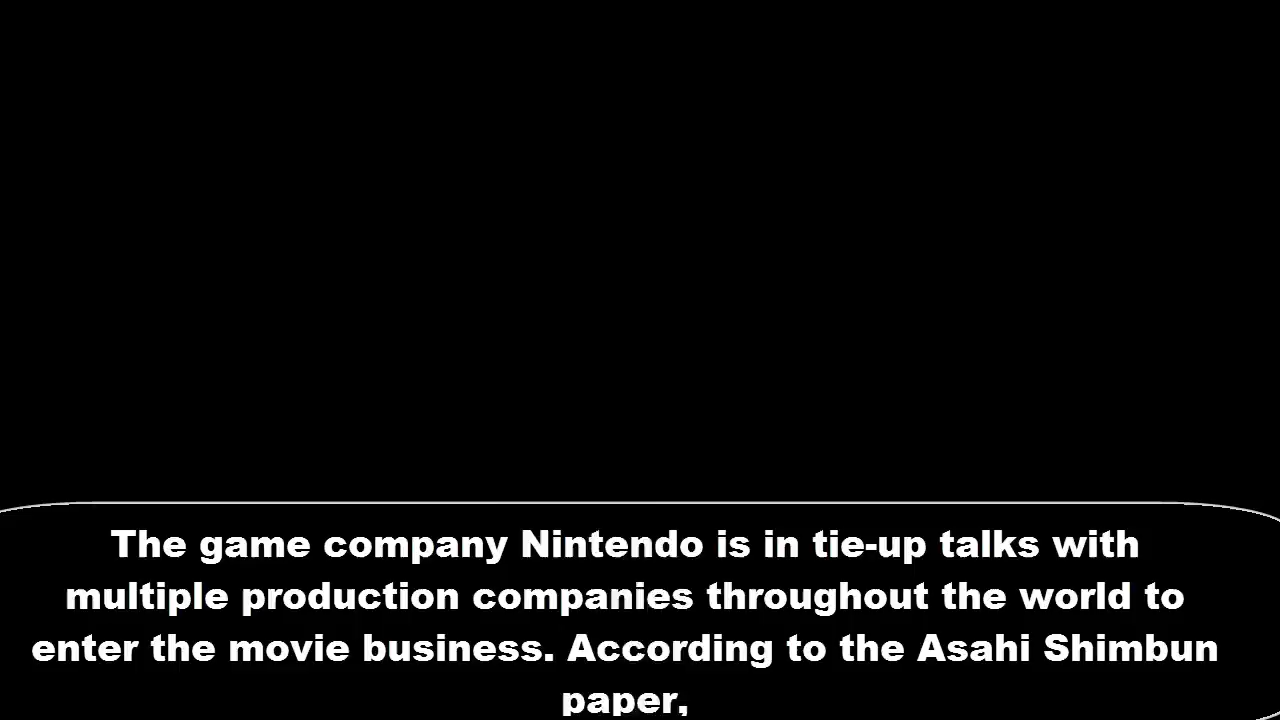 The game company Nintendo is in tie-up talks with
multiple production companies throughout the world to
enter the movie business. According to the Asahi Shimbun
paper,